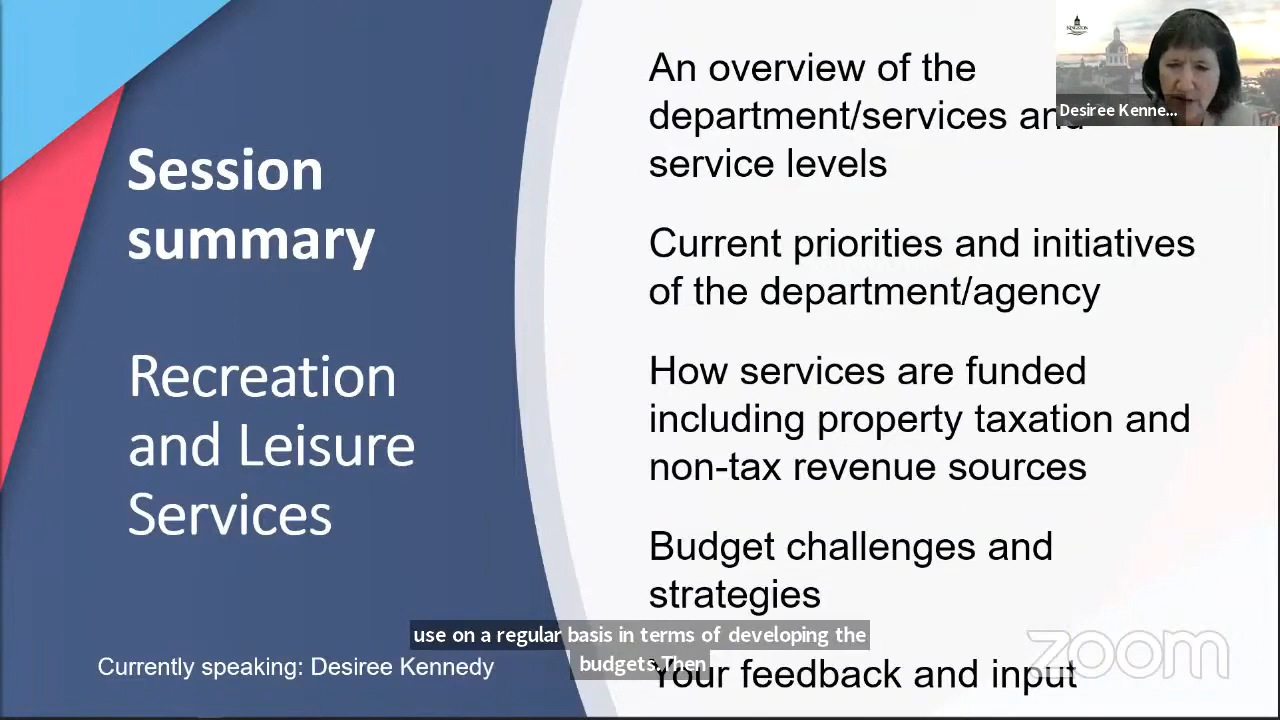 Session
summary
Recreation
and Leisure
Services
Currently speaking: Desiree Kennedy
An overview of the
department/services and
service levels
Current priorities and initiatives
of the department/agency
How services are funded
including property taxation and
non-tax revenue sources
Budget challenges and
strategies
Your feedback and input
use on a regular basis in terms of developing the
budgets.Then
Desiree Kenne...
zoom